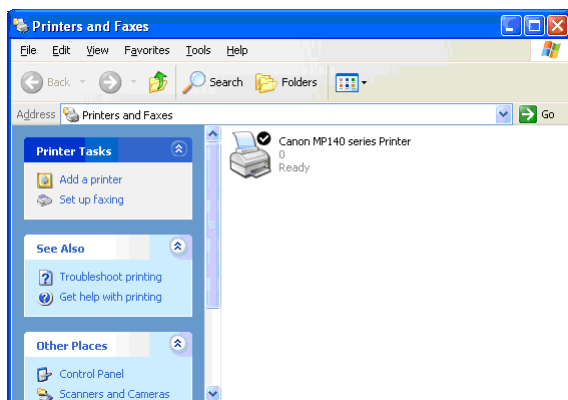 Printers and Faxes
File Edit View Favorites Tools Help
Back Search Folders
Address Printers and Faxes Go
Printer Tasks
Add a printer
Set up faxing
See Also
Troubleshoot printing
Get help with printing
Other Places
Control Panel
Scanners and Cameras
Canon MP140 series Printer
0
Ready